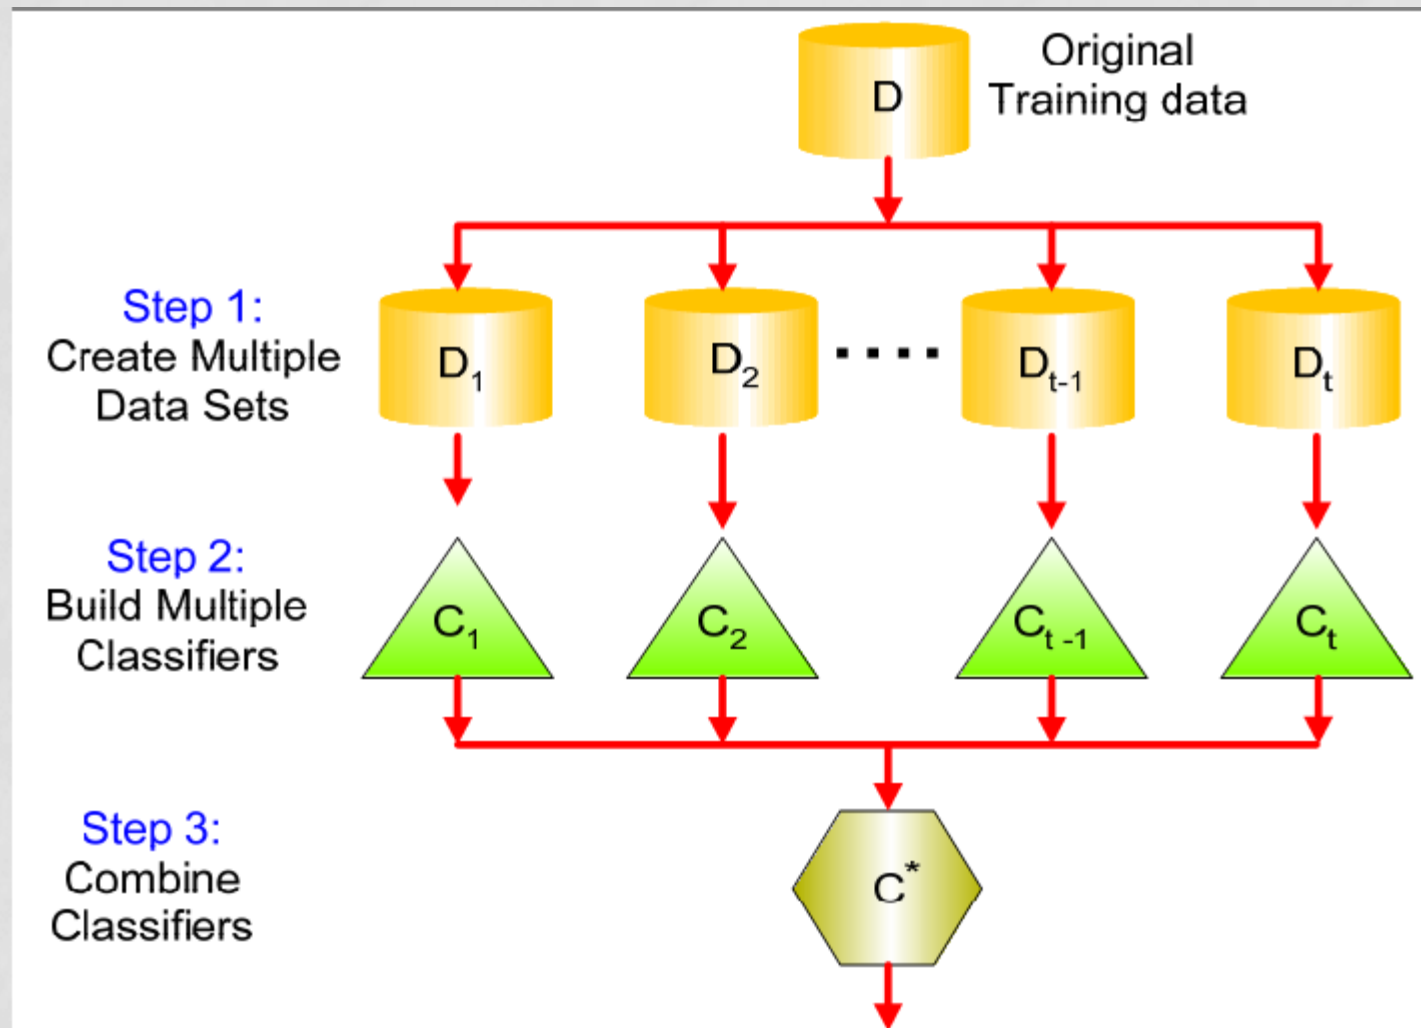 D
Original
Training data
Step 1:
Create Multiple
Data Sets
D₁
D₂
....
Dₜ₋₁
Dₜ
Step 2:
Build Multiple
Classifiers
C₁
C₂
Cₜ₋₁
Cₜ
Step 3:
Combine
Classifiers
C*